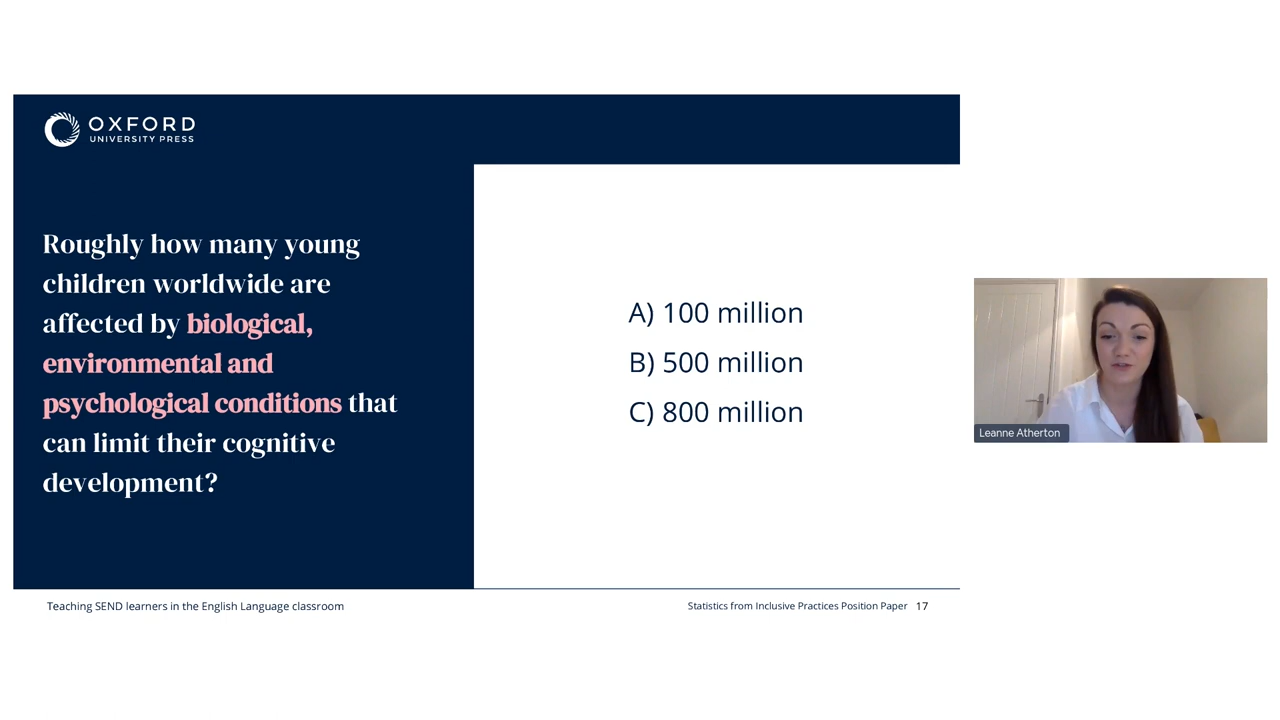 OXFORD
UNIVERSITY PRESS
Roughly how many young
children worldwide are
affected by biological,
environmental and
psychological conditions that
can limit their cognitive
development?
A) 100 million
B) 500 million
C) 800 million
Leanne Atherton
Teaching SEND learners in the English Language classroom
Statistics from Inclusive Practices Position Paper 17